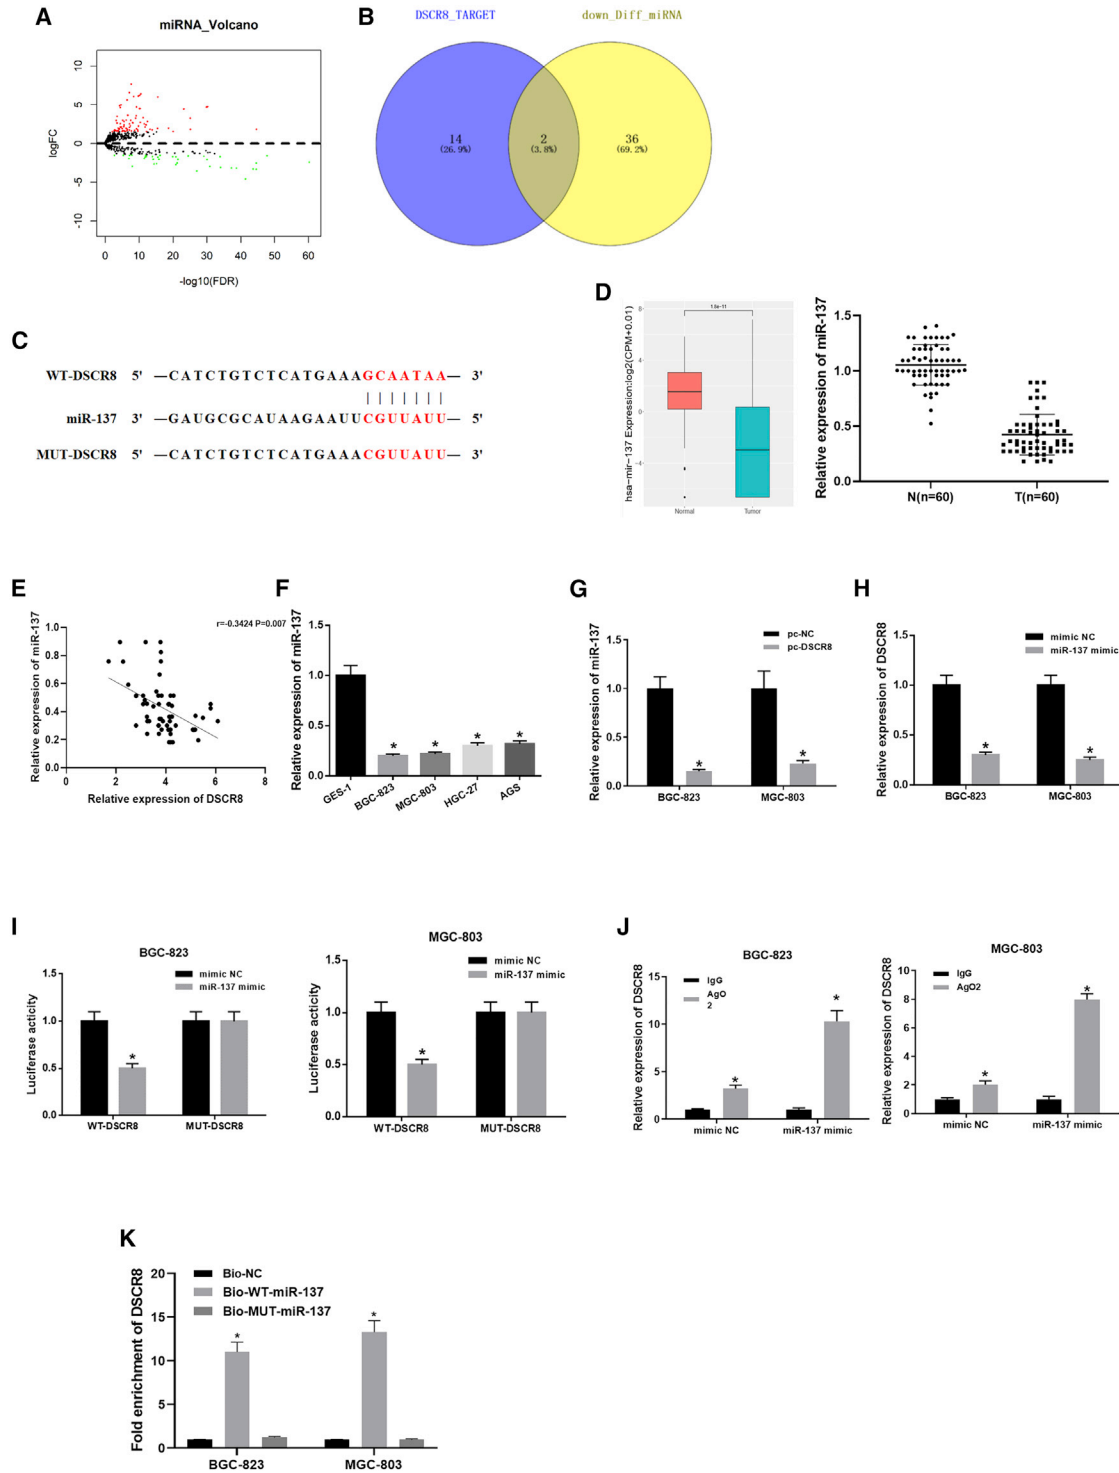 A
miRNA_Volcano
logFC
10
5
0
-5
-10
0 10 20 30 40 50 60
-log10(FDR)
B
DSCR8_TARGET down_Diff_miRNA
14 2 36
(26.9%) (3.8%) (69.2%)
C
WT-DSCR8 5' —CATCTGTCTCATGAAAGCAATAA— 3'
miR-137 3' —GAUGCGCAUAAGAAUUCGUUAUU— 5'
MUT-DSCR8 5' —CATCTGTCTCATGAAACGUUAUU— 3'
D
hsa-mir-137 Expression:log2(CPM+0.01)
Normal Tumor
Relative expression of miR-137
1.5
1.0
0.5
0.0
N(n=60) T(n=60)
E
r=-0.3424 P=0.007
Relative expression of miR-137
1.0
0.8
0.6
0.4
0.2
0.0
0 2 4 6 8
Relative expression of DSCR8
F
Relative expression of miR-137
1.5
1.0
0.5
0.0
* * * *
GES-1 BGC-823 MGC-803 HGC-27 AGS
G
Relative expression of miR-137
pc-NC
pc-DSCR8
1.5
1.0
0.5
0.0
* *
BGC-823 MGC-803
H
Relative expression of DSCR8
mimic NC
miR-137 mimic
1.5
1.0
0.5
0.0
* *
BGC-823 MGC-803
I
BGC-823
mimic NC
miR-137 mimic
Luciferase acticity
1.5
1.0
0.5
0.0
*
WT-DSCR8 MUT-DSCR8
MGC-803
mimic NC
miR-137 mimic
Luciferase acticity
1.5
1.0
0.5
0.0
*
WT-DSCR8 MUT-DSCR8
J
BGC-823
IgG
AgO
2
Relative expression of DSCR8
15
10
5
0
* *
mimic NC miR-137 mimic
MGC-803
IgG
AgO2
Relative expression of DSCR8
10
8
6
4
2
0
* *
mimic NC miR-137 mimic
K
Bio-NC
Bio-WT-miR-137
Bio-MUT-miR-137
Fold enrichment of DSCR8
20
15
10
5
0
* *
BGC-823 MGC-803